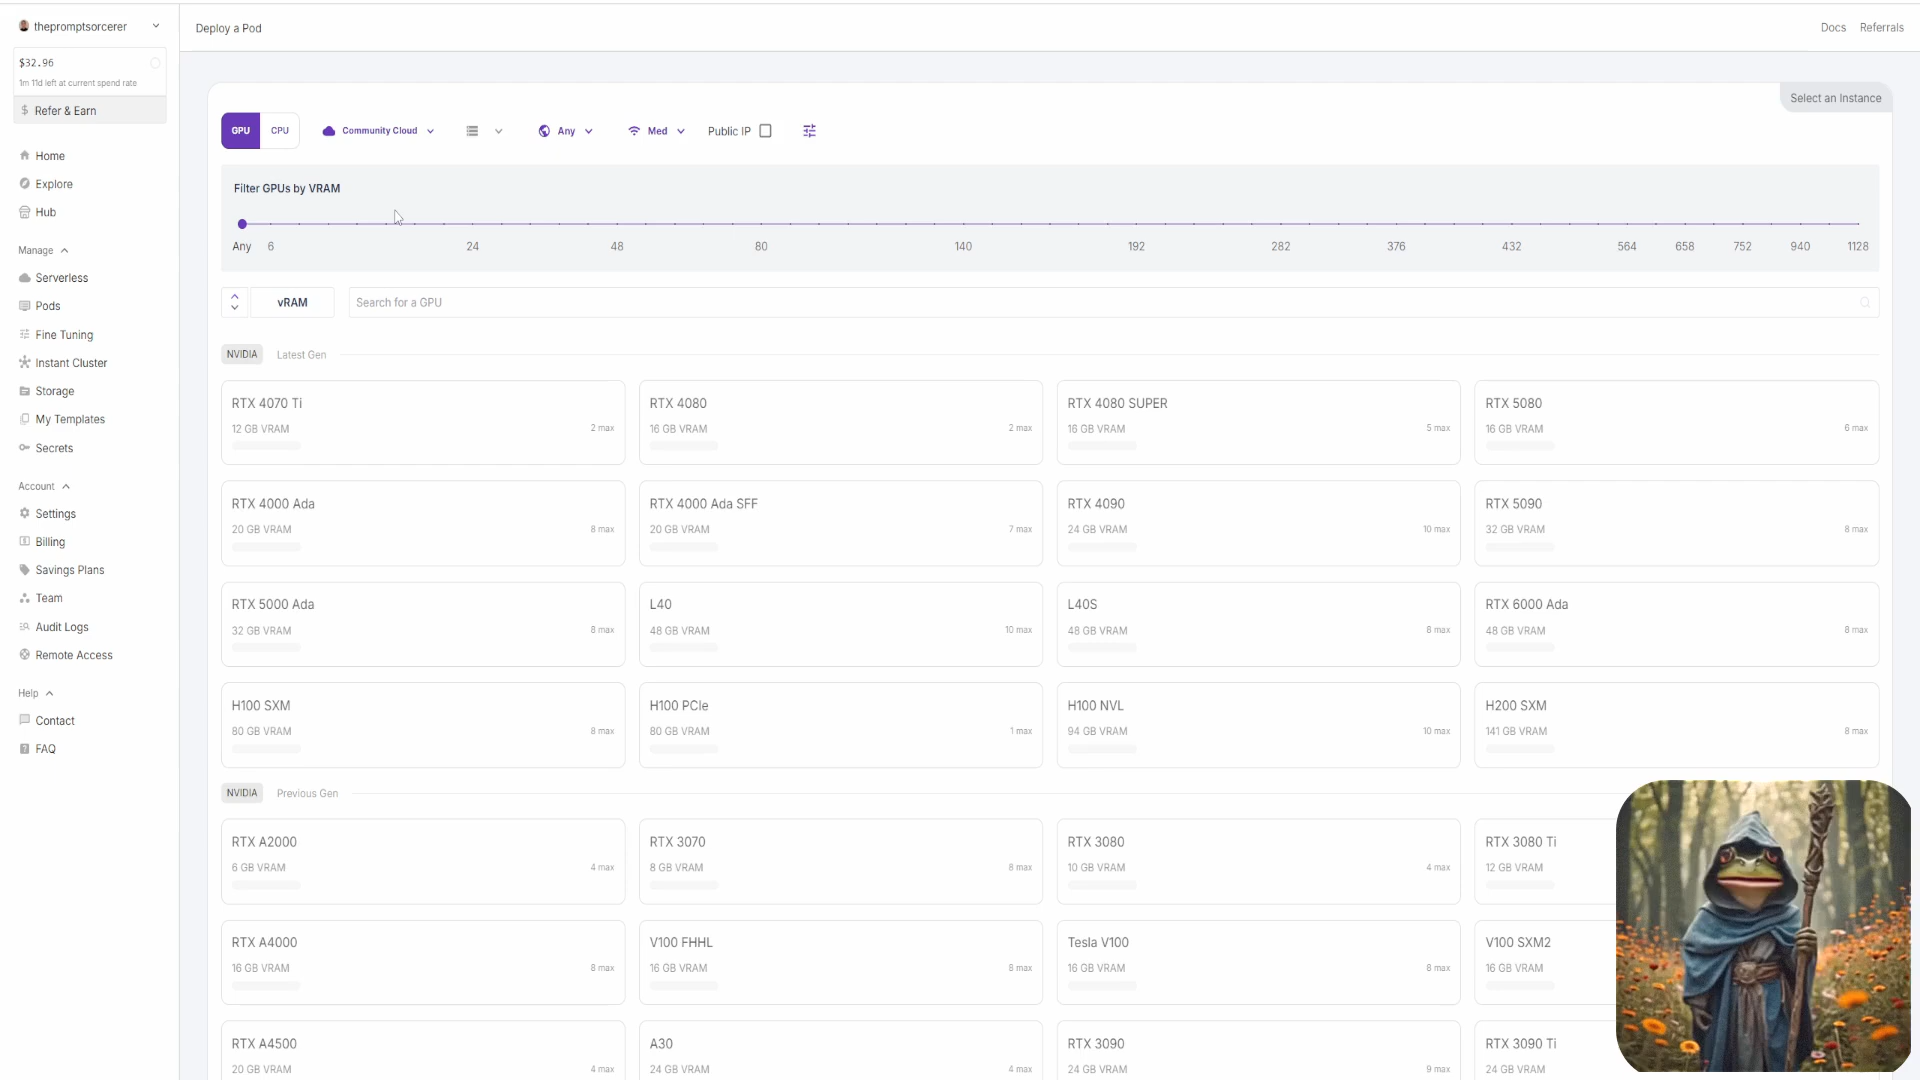 thepromptsorcerer
$32.96
1m 11d left at current spend rate
Refer & Earn
Home
Explore
Hub
Manage
Serverless
Pods
Fine Tuning
Instant Cluster
Storage
My Templates
Secrets
Account
Settings
Billing
Savings Plans
Team
Audit Logs
Remote Access
Help
Contact
FAQ
Deploy a Pod
Docs Referrals
Select an Instance
GPU CPU Community Cloud Any Med Public IP
Filter GPUs by VRAM
Any 6 24 48 80 140 192 282 376 432 564 658 752 940 1128
vRAM Search for a GPU
NVIDIA Latest Gen
RTX 4070 Ti
12 GB VRAM 2 max
RTX 4080
16 GB VRAM 2 max
RTX 4080 SUPER
16 GB VRAM 5 max
RTX 5080
16 GB VRAM 6 max
RTX 4000 Ada
20 GB VRAM 8 max
RTX 4000 Ada SFF
20 GB VRAM 7 max
RTX 4090
24 GB VRAM 10 max
RTX 5090
32 GB VRAM 8 max
RTX 5000 Ada
32 GB VRAM 8 max
L40
48 GB VRAM 10 max
L40S
48 GB VRAM 8 max
RTX 6000 Ada
48 GB VRAM 8 max
H100 SXM
80 GB VRAM 8 max
H100 PCIe
80 GB VRAM 1 max
H100 NVL
94 GB VRAM 10 max
H200 SXM
141 GB VRAM 8 max
NVIDIA Previous Gen
RTX A2000
6 GB VRAM 4 max
RTX 3070
8 GB VRAM 8 max
RTX 3080
10 GB VRAM 4 max
RTX 3080 Ti
12 GB VRAM
RTX A4000
16 GB VRAM 8 max
V100 FHHL
16 GB VRAM 8 max
Tesla V100
16 GB VRAM 8 max
V100 SXM2
16 GB VRAM
RTX A4500
20 GB VRAM 4 max
A30
24 GB VRAM 4 max
RTX 3090
24 GB VRAM 9 max
RTX 3090 Ti
24 GB VRAM